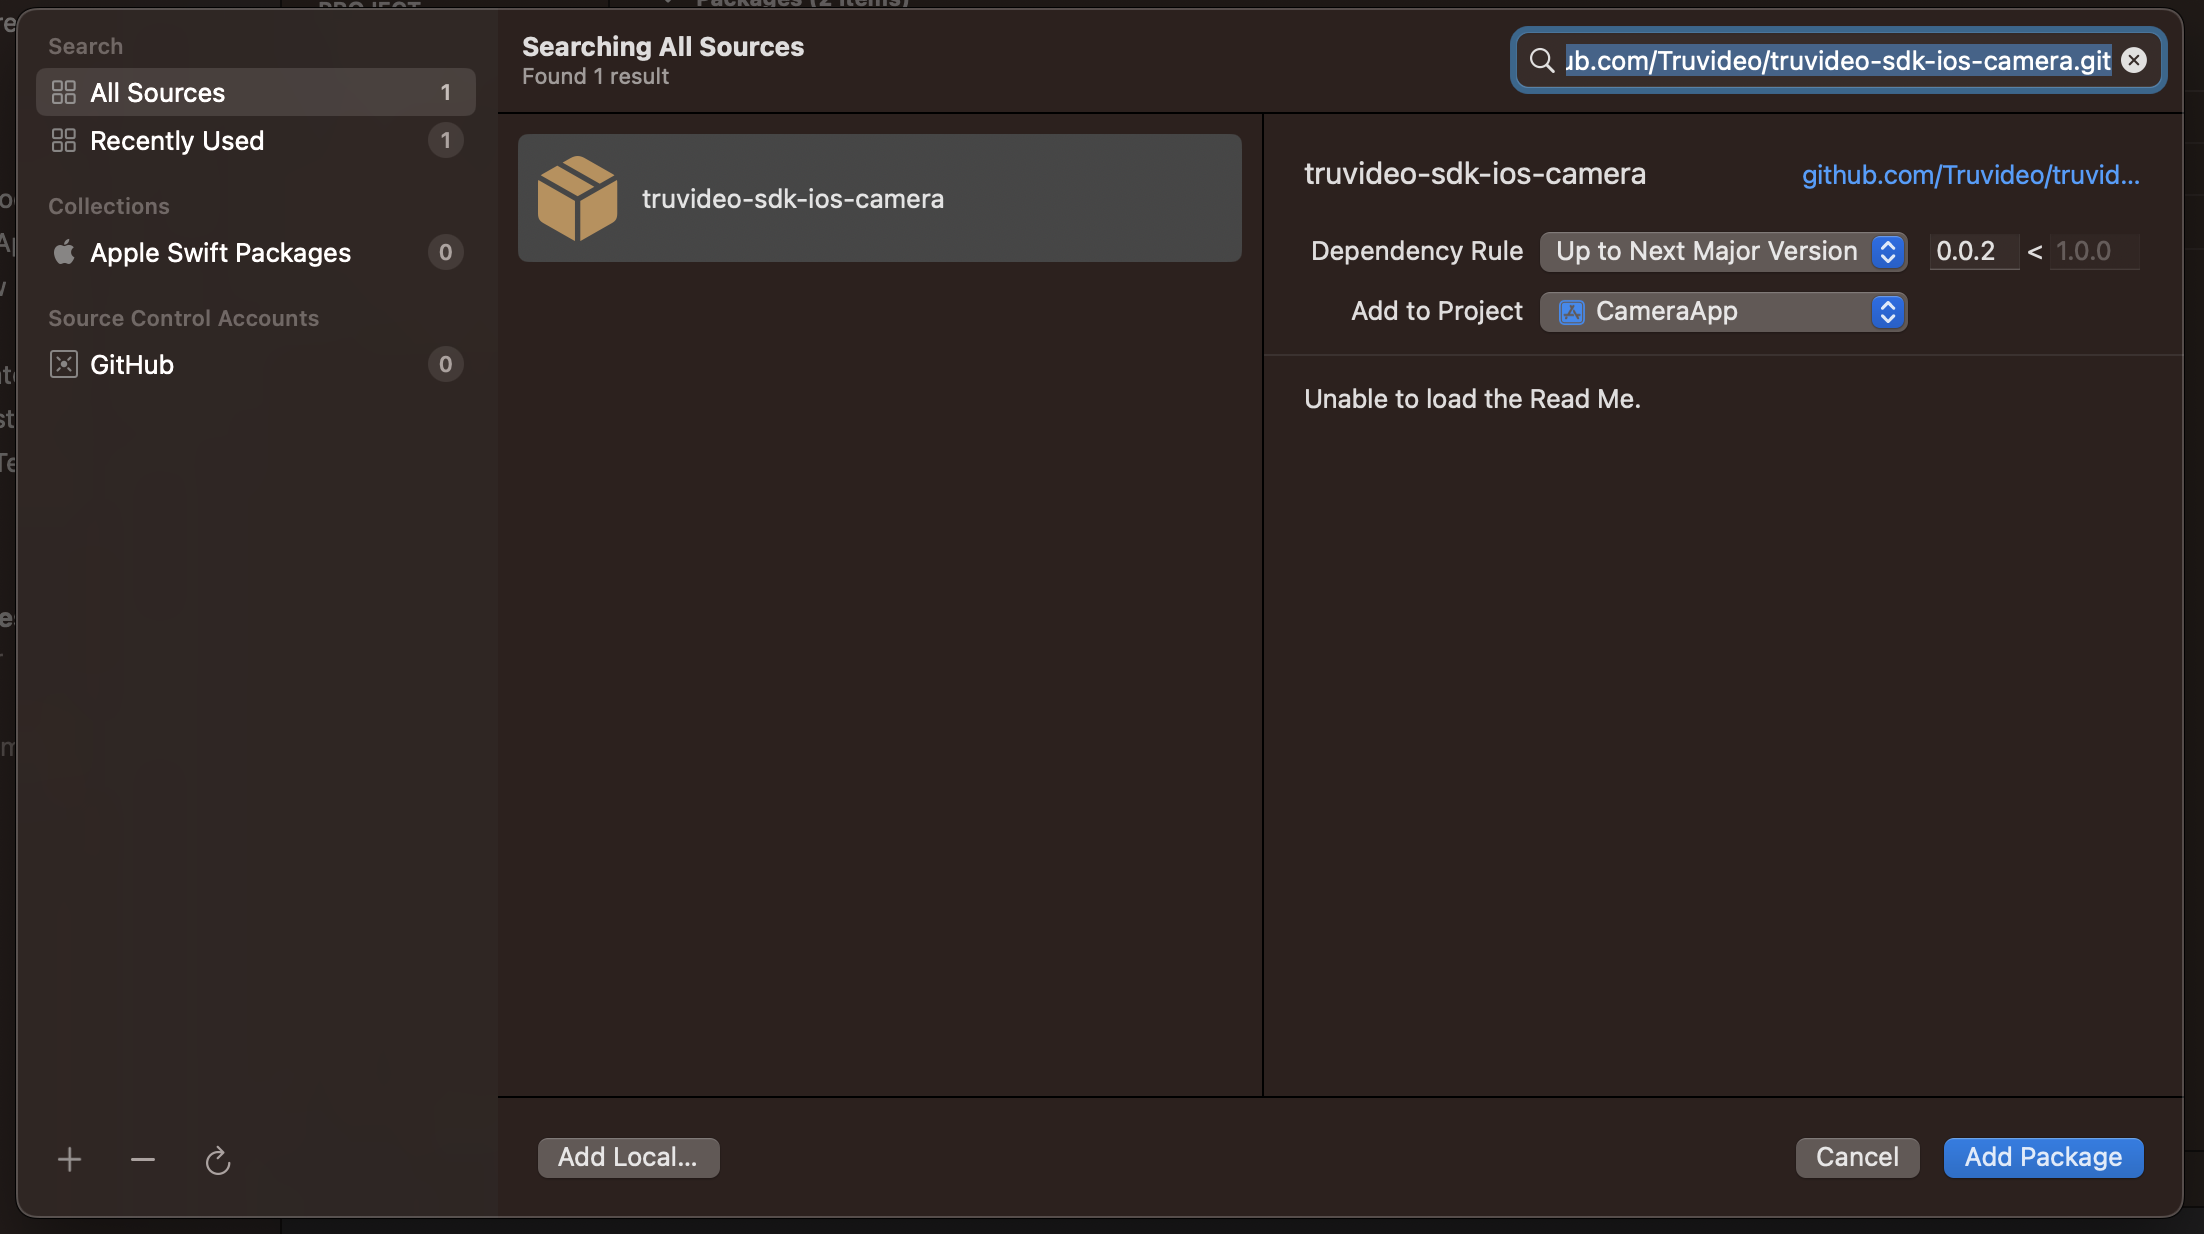 Search
All Sources 1
Recently Used 1
Collections
Apple Swift Packages 0
Source Control Accounts
GitHub 0
Searching All Sources
Found 1 result
ub.com/Truvideo/truvideo-sdk-ios-camera.git
truvideo-sdk-ios-camera
truvideo-sdk-ios-camera github.com/Truvideo/truvid...
Dependency Rule Up to Next Major Version 0.0.2 < 1.0.0
Add to Project CameraApp
Unable to load the Read Me.
Add Local... Cancel Add Package